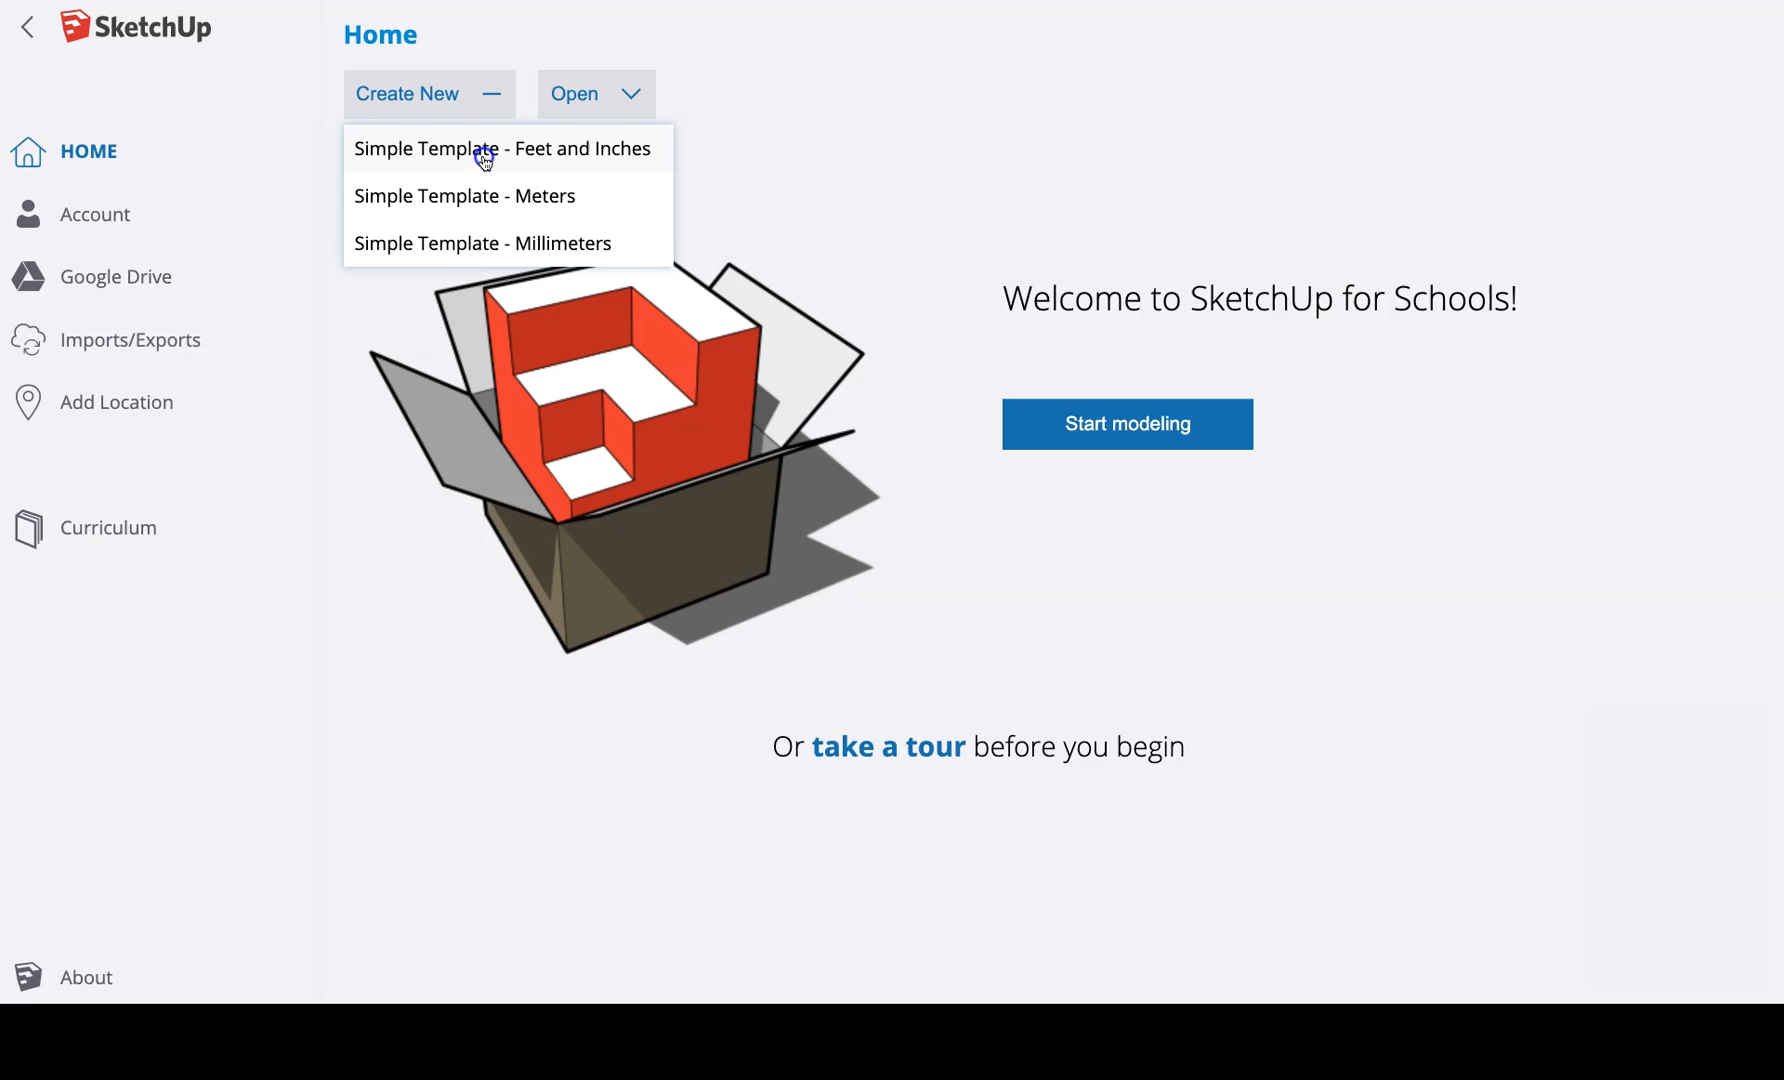 SketchUp
Home
Create New
Open
Simple Template - Feet and Inches
Simple Template - Meters
Simple Template - Millimeters
HOME
Account
Google Drive
Imports/Exports
Add Location
Curriculum
About
Welcome to SketchUp for Schools!
Start modeling
Or take a tour before you begin